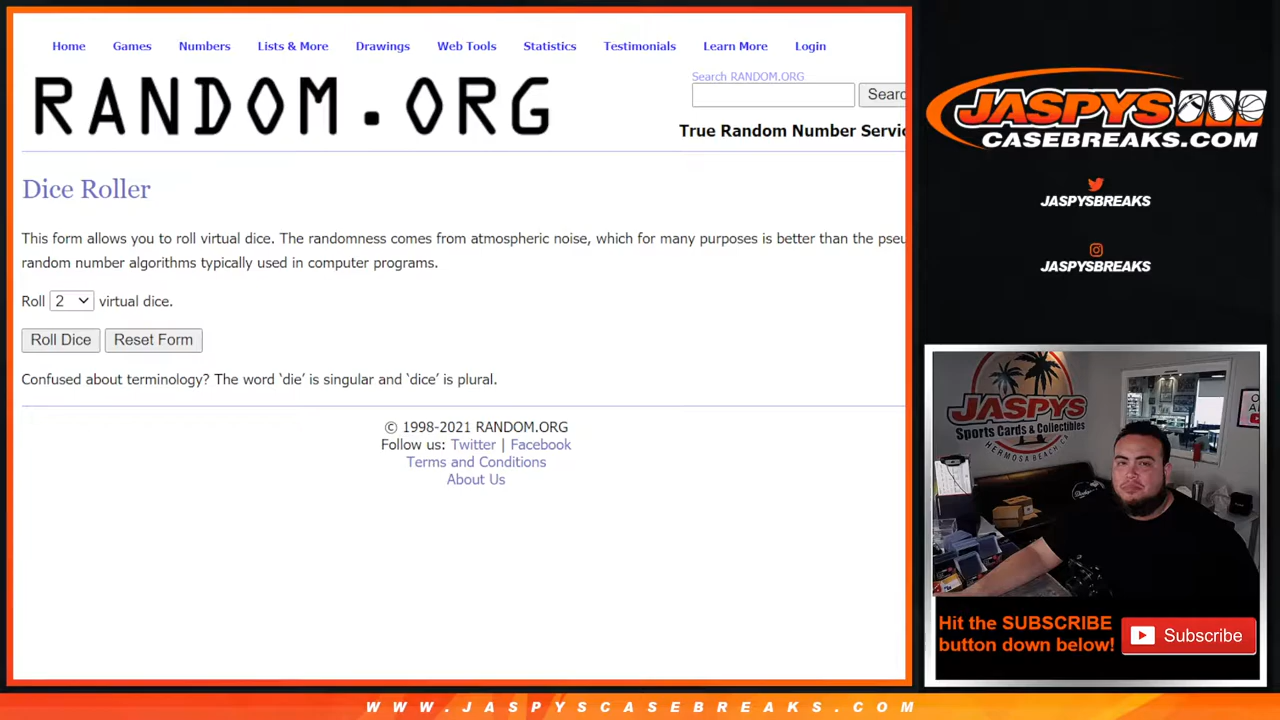 Home Games Numbers Lists & More Drawings Web Tools Statistics Testimonials Learn More Login
RANDOM.ORG
Search RANDOM.ORG
True Random Number
Dice Roller
This form allows you to roll virtual dice. The randomness comes from atmospheric noise, which for many purposes is better than the
random number algorithms typically used in computer programs.
Roll 2 virtual dice.
Roll Dice Reset Form
Confused about terminology? The word ‘die’ is singular and ‘dice’ is plural.
© 1998-2021 RANDOM.ORG
Follow us: Twitter | Facebook
Terms and Conditions
About Us
JASPYS
CASEBREAKS.COM
JASPYSBREAKS
JASPYSBREAKS
JASPYS
Sports Cards & Collectibles
HERMOSA BEACH, CA
Hit the SUBSCRIBE
button down below!
Subscribe
WWW.JASPYSCASEBREAKS.COM